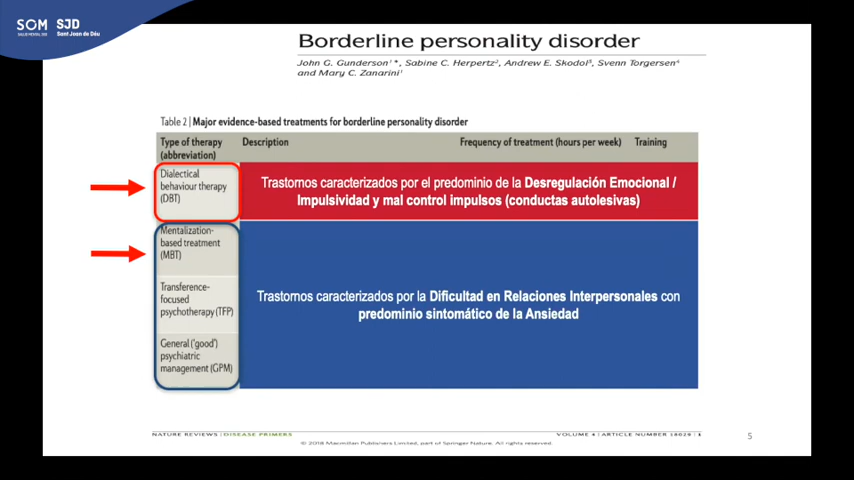 SOM
SALUD MENTAL 360
SJD
Sant Joan de Déu
Borderline personality disorder
John G. Gunderson¹*, Sabine C. Herpertz², Andrew E. Skodol³, Svenn Torgersen⁴
and Mary C. Zanarini¹
Table 2 | Major evidence-based treatments for borderline personality disorder
Type of therapy
(abbreviation)
Description
Frequency of treatment (hours per week)
Training
Dialectical
behaviour therapy
(DBT)
Trastornos caracterizados por el predominio de la Desregulación Emocional /
Impulsividad y mal control impulsos (conductas autolesivas)
Mentalization-
based treatment
(MBT)
Transference-
focused
psychotherapy (TFP)
General ('good')
psychiatric
management (GPM)
Trastornos caracterizados por la Dificultad en Relaciones Interpersonales con
predominio sintomático de la Ansiedad
NATURE REVIEWS | DISEASE PRIMERS
VOLUME 4 | ARTICLE NUMBER 18029 | 1
© 2018 Macmillan Publishers Limited, part of Springer Nature. All rights reserved.
5